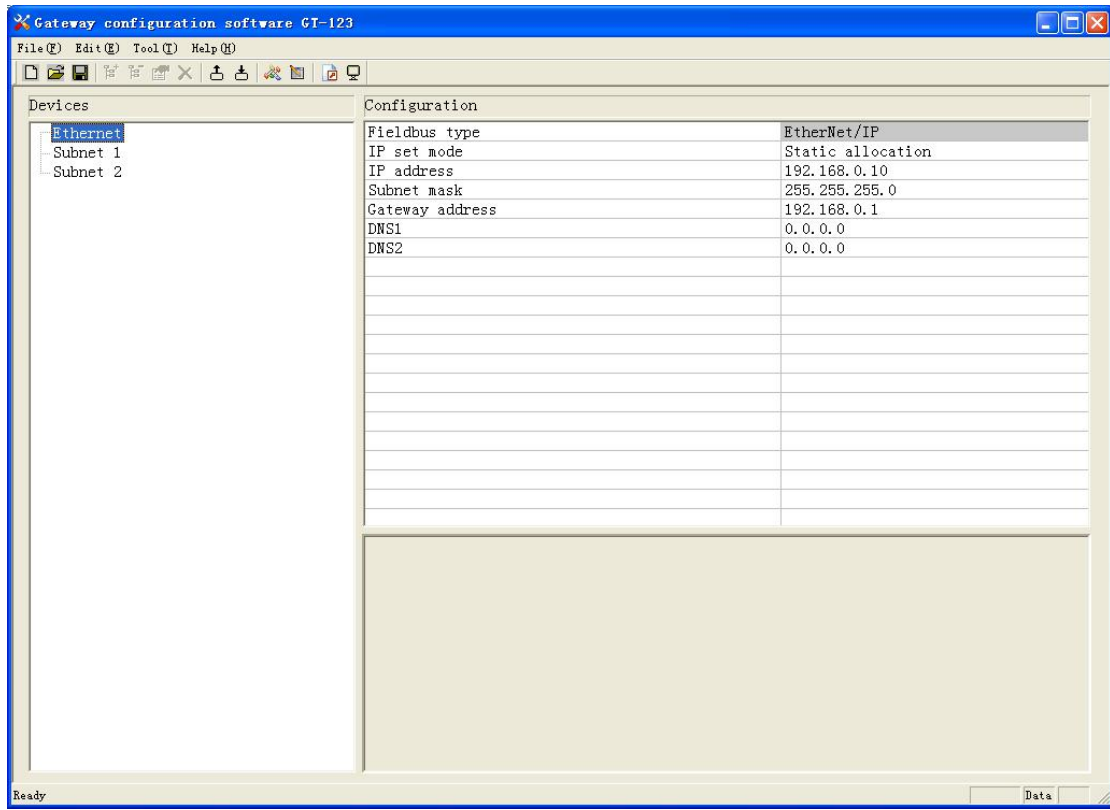 Gateway configuration software GT-123
File(F) Edit(E) Tool(T) Help(H)
Devices
Configuration
Ethernet
Subnet 1
Subnet 2
Fieldbus type EtherNet/IP
IP set mode Static allocation
IP address 192.168.0.10
Subnet mask 255.255.255.0
Gateway address 192.168.0.1
DNS1 0.0.0.0
DNS2 0.0.0.0
Ready
Data